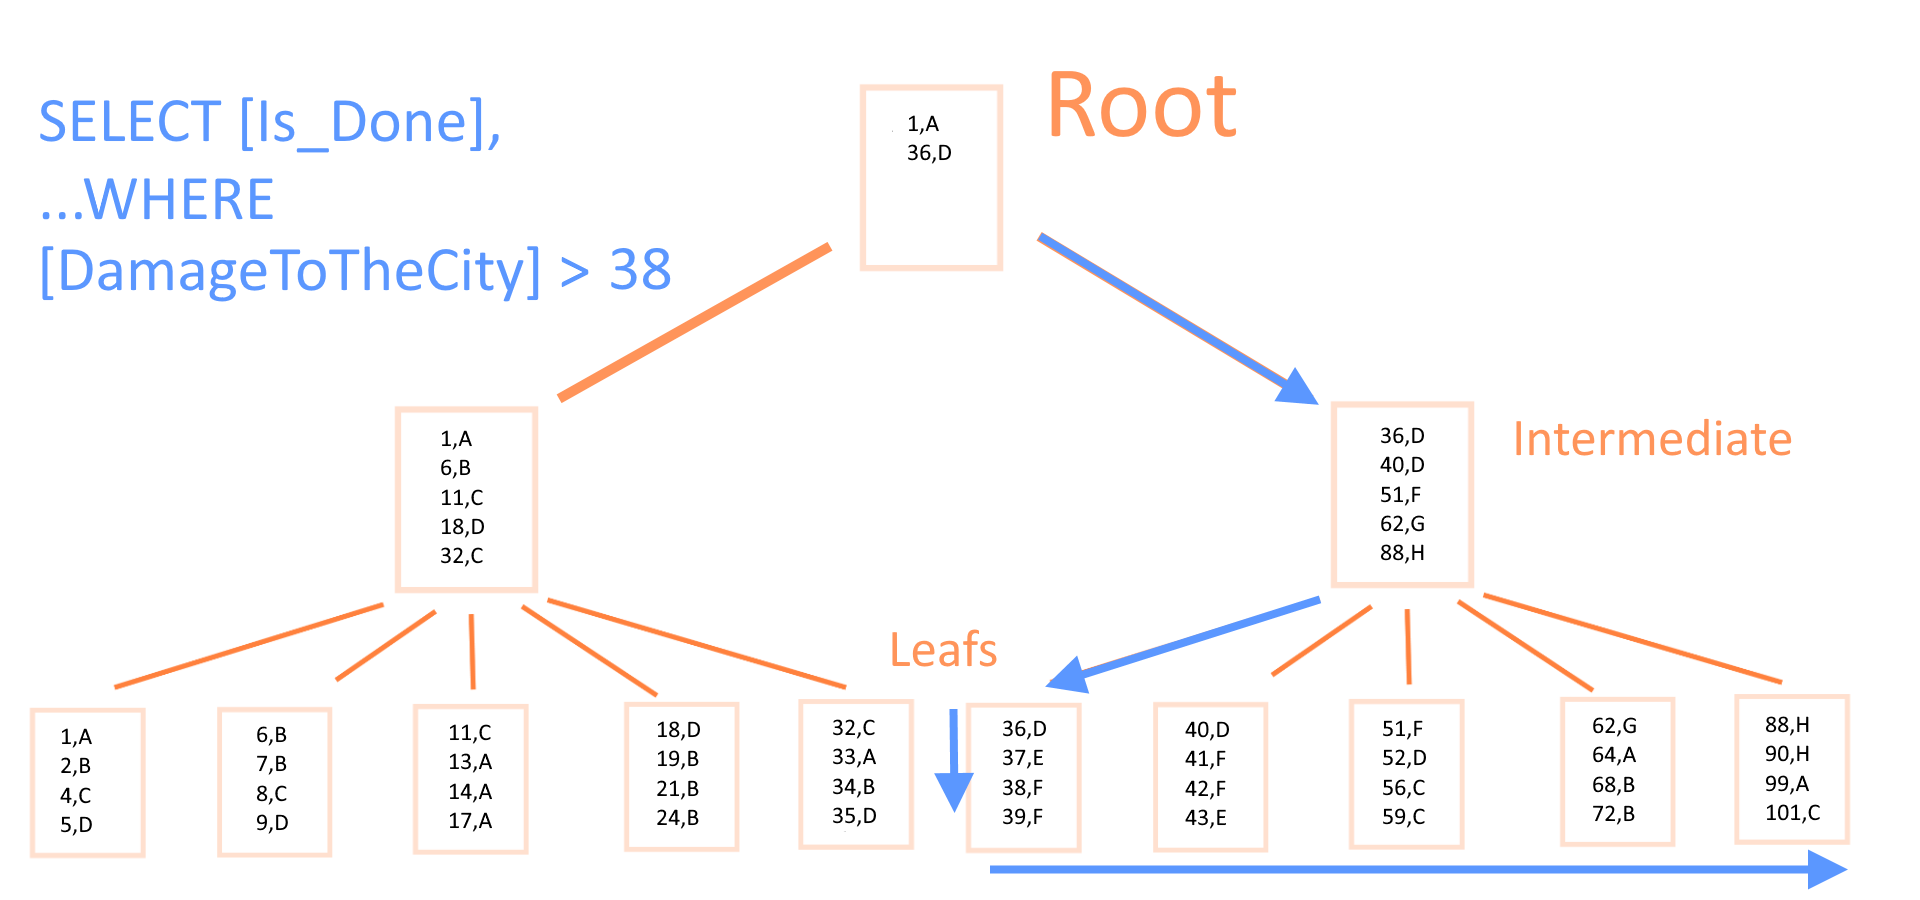 SELECT [Is_Done],
...WHERE
[DamageToTheCity] > 38
1,A
36,D
Root
1,A
6,B
11,C
18,D
32,C
36,D
40,D
51,F
62,G
88,H
Intermediate
Leafs
1,A
2,B
4,C
5,D
6,B
7,B
8,C
9,D
11,C
13,A
14,A
17,A
18,D
19,B
21,B
24,B
32,C
33,A
34,B
35,D
36,D
37,E
38,F
39,F
40,D
41,F
42,F
43,E
51,F
52,D
56,C
59,C
62,G
64,A
68,B
72,B
88,H
90,H
99,A
101,C